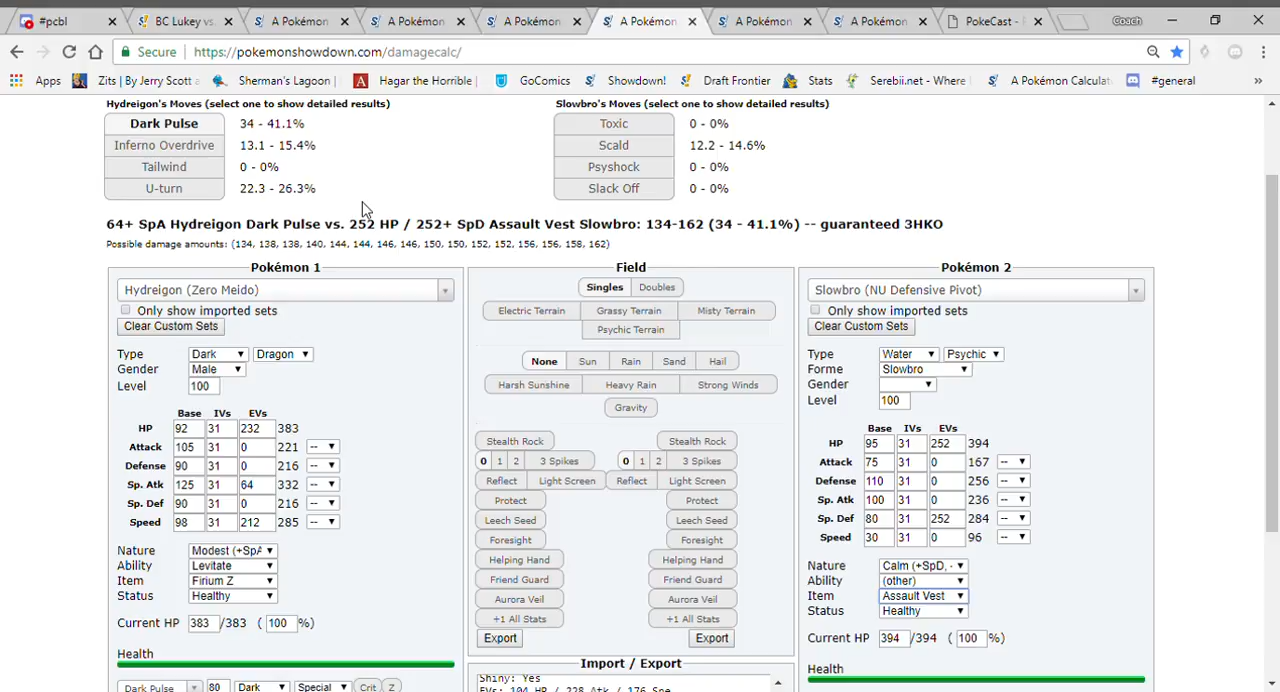 #pcbl BC Lukey vs. A Pokémon A Pokémon A Pokémon A Pokémon A Pokémon A Pokémon PokeCast - Coach
Secure https://pokemonshowdown.com/damagecalc/
Apps Zits | By Jerry Scott a Sherman's Lagoon | Hagar the Horrible | GoComics Showdown! Draft Frontier Stats Serebii.net - Where A Pokémon Calculat #general »
Hydreigon's Moves (select one to show detailed results) Slowbro's Moves (select one to show detailed results)
Dark Pulse 34 - 41.1% Toxic 0 - 0%
Inferno Overdrive 13.1 - 15.4% Scald 12.2 - 14.6%
Tailwind 0 - 0% Psyshock 0 - 0%
U-turn 22.3 - 26.3% Slack Off 0 - 0%
64+ SpA Hydreigon Dark Pulse vs. 252 HP / 252+ SpD Assault Vest Slowbro: 134-162 (34 - 41.1%) -- guaranteed 3HKO
Possible damage amounts: (134, 138, 138, 140, 144, 144, 146, 146, 150, 150, 152, 152, 156, 156, 158, 162)
Pokémon 1 Field Pokémon 2
Hydreigon (Zero Meido) Singles Doubles Slowbro (NU Defensive Pivot)
Only show imported sets Electric Terrain Grassy Terrain Misty Terrain Only show imported sets
Clear Custom Sets Psychic Terrain Clear Custom Sets
Type Dark Dragon None Sun Rain Sand Hail Type Water Psychic
Gender Male Forme Slowbro
Level 100 Harsh Sunshine Heavy Rain Strong Winds Gender
Gravity Level 100
Base IVs EVs Base IVs EVs
HP 92 31 232 383 Stealth Rock Stealth Rock HP 95 31 252 394
Attack 105 31 0 221 -- 0 1 2 3 Spikes 0 1 2 3 Spikes Attack 75 31 0 167 --
Defense 90 31 0 216 -- Reflect Light Screen Reflect Light Screen Defense 110 31 0 256 --
Sp. Atk 125 31 64 332 -- Protect Protect Sp. Atk 100 31 0 236 --
Sp. Def 90 31 0 216 -- Leech Seed Leech Seed Sp. Def 80 31 252 284 --
Speed 98 31 212 285 -- Foresight Foresight Speed 30 31 0 96 --
Nature Modest (+SpA Helping Hand Helping Hand Nature Calm (+SpD, -
Ability Levitate Friend Guard Friend Guard Ability (other)
Item Firium Z Aurora Veil Aurora Veil Item Assault Vest
Status Healthy +1 All Stats +1 All Stats Status Healthy
Current HP 383 /383 ( 100 %) Export Export Current HP 394 /394 ( 100 %)
Health Import / Export Health
Shiny: Yes
EVs: 104 HP / 228 Atk / 176 Spe
Dark Pulse 80 Dark Special Crit Z